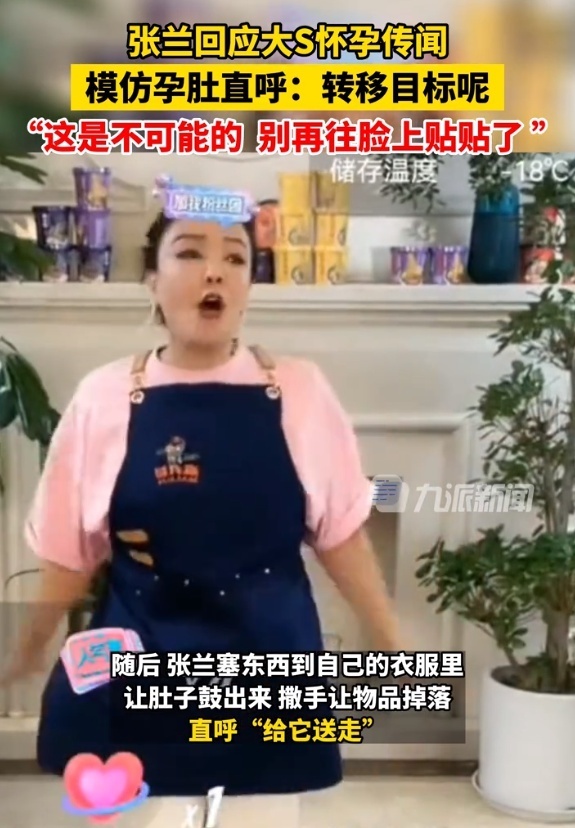 张兰回应大S怀孕传闻
模仿孕肚直呼：转移目标呢
“这是不可能的 别再往脸上贴贴了”
储存温度 -18℃
加我粉丝团
九派新闻
随后 张兰塞东西到自己的衣服里
让肚子鼓出来 撒手让物品掉落
直呼“给它送走”
x1